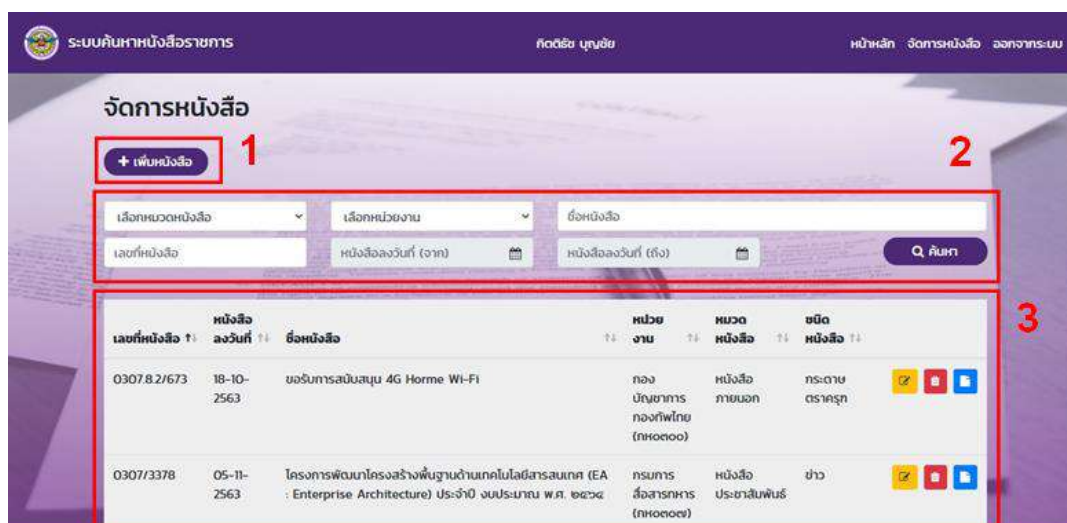 ระบบค้นหาหนังสือราชการ กิตติธัช บุญชัย หน้าหลัก จัดการหนังสือ ออกจากระบบ
จัดการหนังสือ
+ เพิ่มหนังสือ 1
2
เลือกหมวดหนังสือ เลือกหน่วยงาน ชื่อหนังสือ
เลขที่หนังสือ หนังสือลงวันที่ (จาก) หนังสือลงวันที่ (ถึง) ค้นหา
3
เลขที่หนังสือ หนังสือ ชื่อหนังสือ หน่วย หมวด ชนิด
ลงวันที่ งาน หนังสือ หนังสือ
0307.8.2/673 18-10- ขอรับการสนับสนุน 4G Horme Wi-Fi กอง หนังสือ กระดาษ
2563 บัญชาการ ภายนอก ตราครุฑ
กองทัพไทย
(กห๐๓๐๐)
0307/3378 05-11- โครงการพัฒนาโครงสร้างพื้นฐานด้านเทคโนโลยีสารสนเทศ (EA กรมการ หนังสือ ข่าว
2563 : Enterprise Architecture) ประจำปี งบประมาณ พ.ศ. ๒๕๖๔ สื่อสารทหาร ประชาสัมพันธ์
(กห๐๓๐๗)